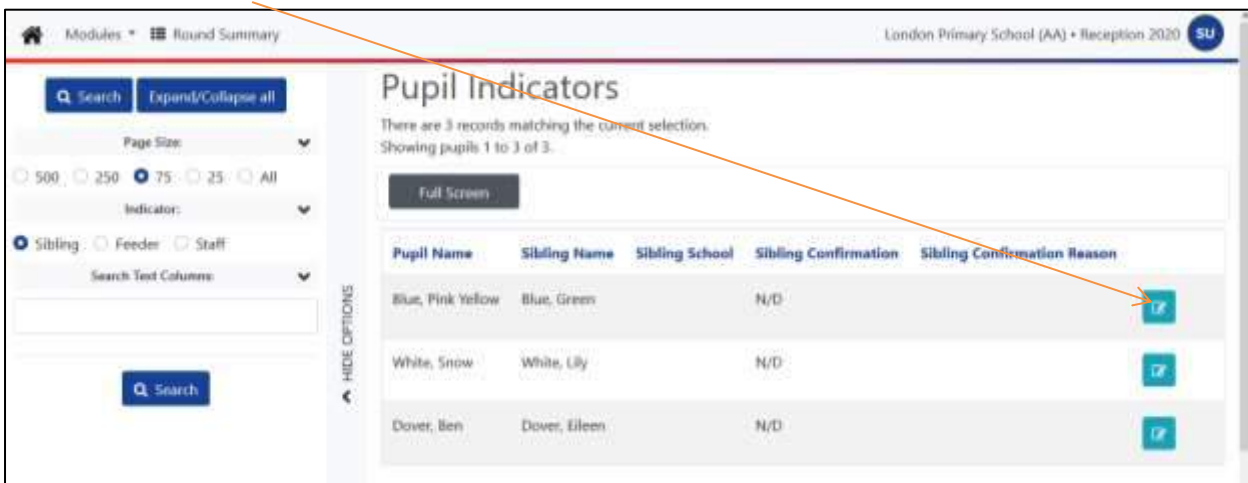 Modules Round Summary London Primary School (AA) • Reception 2020 SU
Search Expand/Collapse all
Page Size:
500 250 75 25 All
Indicator:
Sibling Feeder Staff
Search Text Columns:
Search
HIDE OPTIONS
Pupil Indicators
There are 3 records matching the current selection.
Showing pupils 1 to 3 of 3.
Full Screen
Pupil Name Sibling Name Sibling School Sibling Confirmation Sibling Confirmation Reason
Blue, Pink Yellow Blue, Green N/D
White, Snow White, Lily N/D
Dover, Ben Dover, Eileen N/D